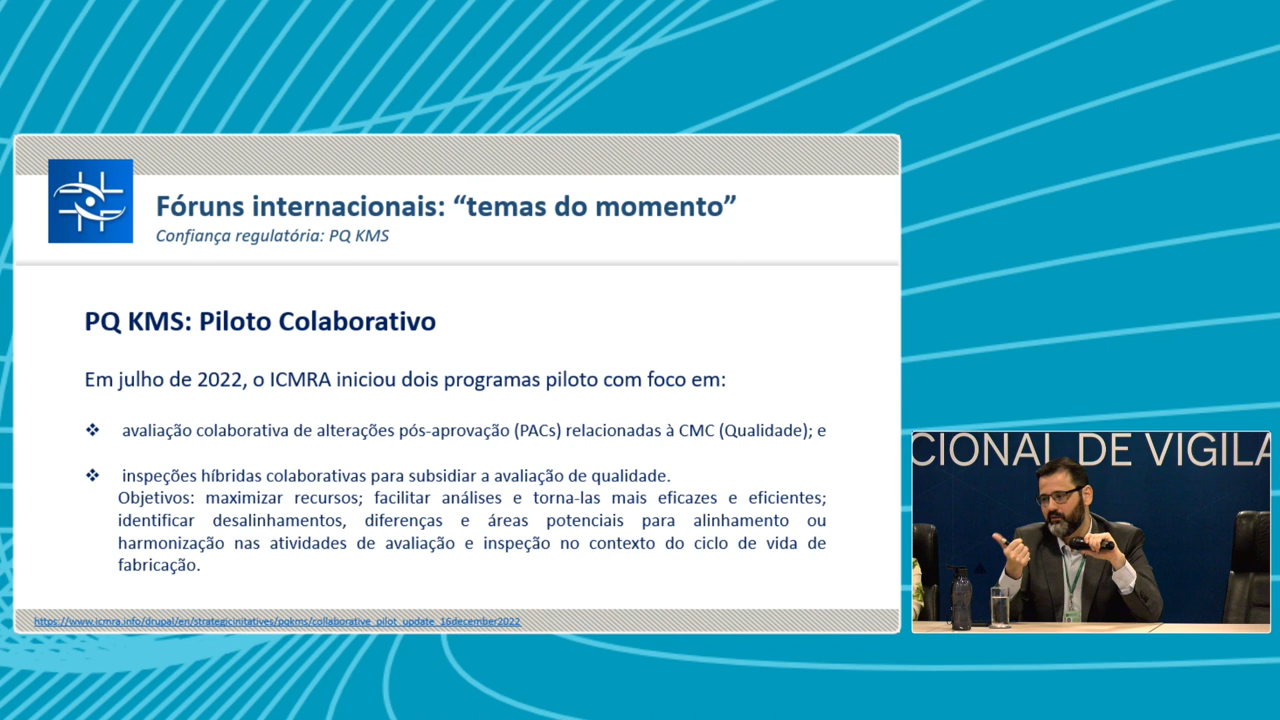 Fóruns internacionais: “temas do momento”
Confiança regulatória: PQ KMS
PQ KMS: Piloto Colaborativo
Em julho de 2022, o ICMRA iniciou dois programas piloto com foco em:
❖ avaliação colaborativa de alterações pós-aprovação (PACs) relacionadas à CMC (Qualidade); e
❖ inspeções híbridas colaborativas para subsidiar a avaliação de qualidade.
Objetivos: maximizar recursos; facilitar análises e torna-las mais eficazes e eficientes;
identificar desalinhamentos, diferenças e áreas potenciais para alinhamento ou
harmonização nas atividades de avaliação e inspeção no contexto do ciclo de vida de
fabricação.
https://www.icmra.info/drupal/en/strategicinitatives/pqkms/collaborative_pilot_update_16december2022
CIONAL DE VIGILA